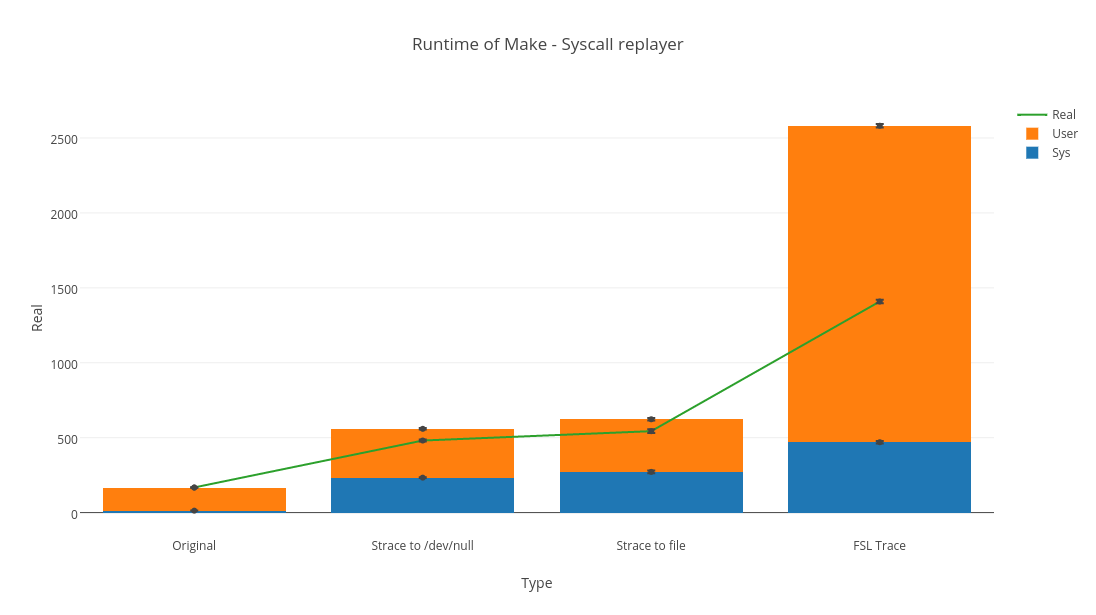 Runtime of Make - Syscall replayer
Real
User
Sys
2500
2000
1500
1000
500
0
Real
Original
Strace to /dev/null
Strace to file
FSL Trace
Type